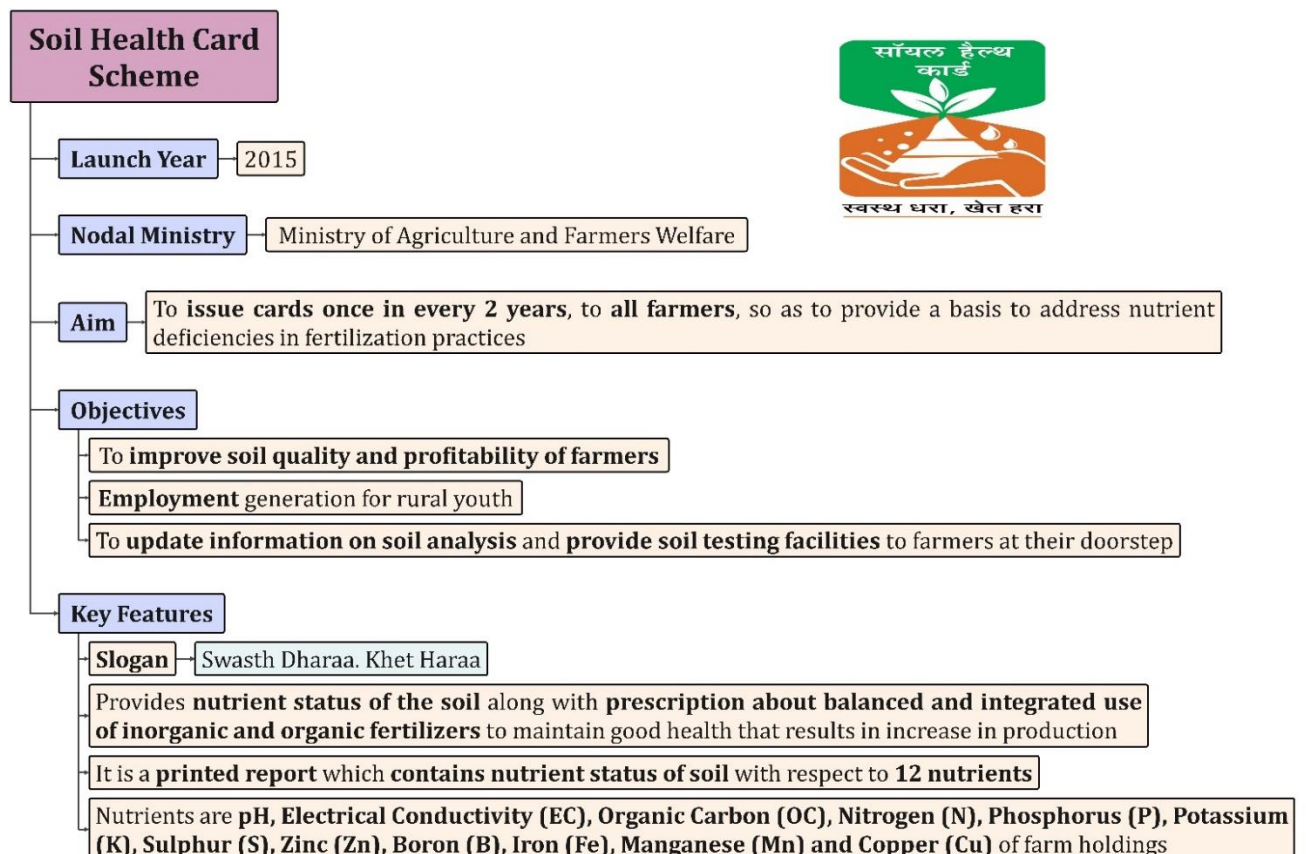 Soil Health Card
Scheme
सॉयल हैल्थ
कार्ड
स्वस्थ धरा, खेत हरा
Launch Year
2015
Nodal Ministry
Ministry of Agriculture and Farmers Welfare
Aim
To issue cards once in every 2 years, to all farmers, so as to provide a basis to address nutrient
deficiencies in fertilization practices
Objectives
To improve soil quality and profitability of farmers
Employment generation for rural youth
To update information on soil analysis and provide soil testing facilities to farmers at their doorstep
Key Features
Slogan
Swasth Dharaa. Khet Haraa
Provides nutrient status of the soil along with prescription about balanced and integrated use
of inorganic and organic fertilizers to maintain good health that results in increase in production
It is a printed report which contains nutrient status of soil with respect to 12 nutrients
Nutrients are pH, Electrical Conductivity (EC), Organic Carbon (OC), Nitrogen (N), Phosphorus (P), Potassium
(K), Sulphur (S), Zinc (Zn), Boron (B), Iron (Fe), Manganese (Mn) and Copper (Cu) of farm holdings